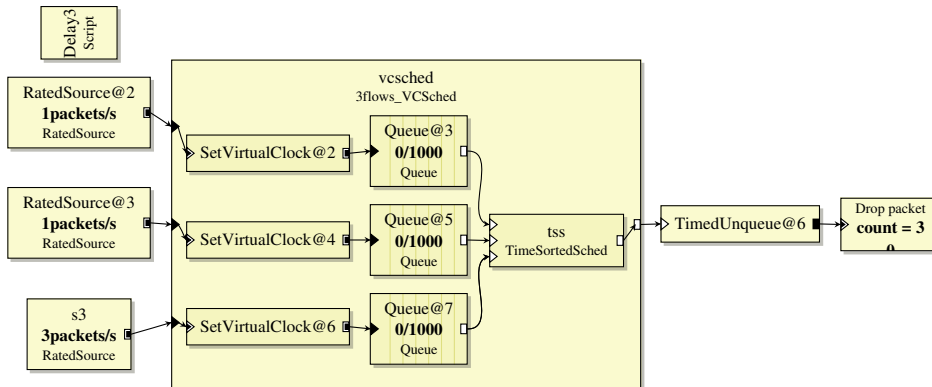 Delay3
Script
RatedSource@2
1packets/s
RatedSource
RatedSource@3
1packets/s
RatedSource
s3
3packets/s
RatedSource
vcsched
3flows_VCSched
SetVirtualClock@2
Queue@3
0/1000
Queue
SetVirtualClock@4
Queue@5
0/1000
Queue
SetVirtualClock@6
Queue@7
0/1000
Queue
tss
TimeSortedSched
TimedUnqueue@6
Drop packet
count = 3